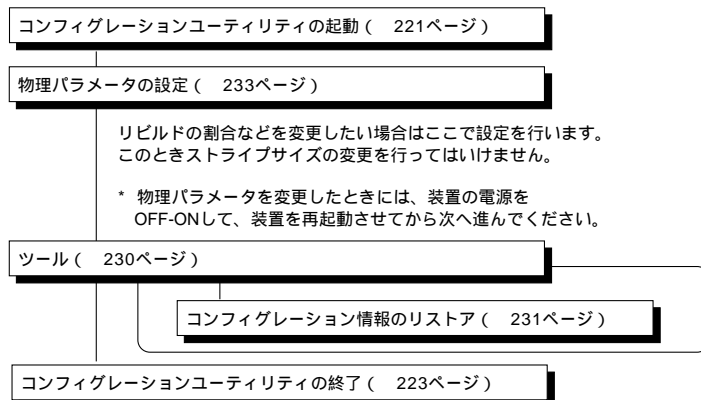 コンフィグレーションユーティリティの起動(　221ページ)
物理パラメータの設定(　233ページ)
リビルドの割合などを変更したい場合はここで設定を行います。
このときストライプサイズの変更を行ってはいけません。
* 物理パラメータを変更したときには、装置の電源を
OFF-ONして、装置を再起動させてから次へ進んでください。
ツール(　230ページ)
コンフィグレーション情報のリストア(　231ページ)
コンフィグレーションユーティリティの終了(　223ページ)